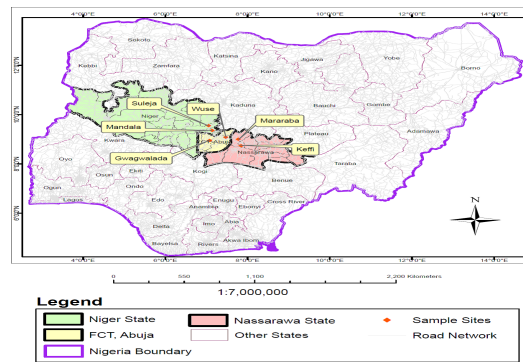 4°0'0"E 6°0'0"E 8°0'0"E 10°0'0"E 12°0'0"E 14°0'0"E
Sokoto
Katsina
Jigawa
Yobe
Borno
Kebbi
Zamfara
Kano
Suleja
Wuse
Kaduna
Bauchi
Gombe
Mararaba
Niger
Mandala
Adamawa
Plateau
FCT, Abuja
Keffi
Kwara
Nassarawa
Gwagwalada
Oyo
Taraba
Ekiti
Kogi
Osun
Benue
Ogun
Ondo
Lagos
Edo
Enugu
Cross River
Anambra
Ebonyi
Delta
Imo
Abia
Akwa Ibom
Bayelsa
Rivers
N
4°0'0"E 6°0'0"E 8°0'0"E 10°0'0"E 12°0'0"E 14°0'0"E
0 550 1,100 2,200 Kilometers
1:7,000,000
Legend
Niger State Nassarawa State Sample Sites
FCT, Abuja Other States Road Network
Nigeria Boundary